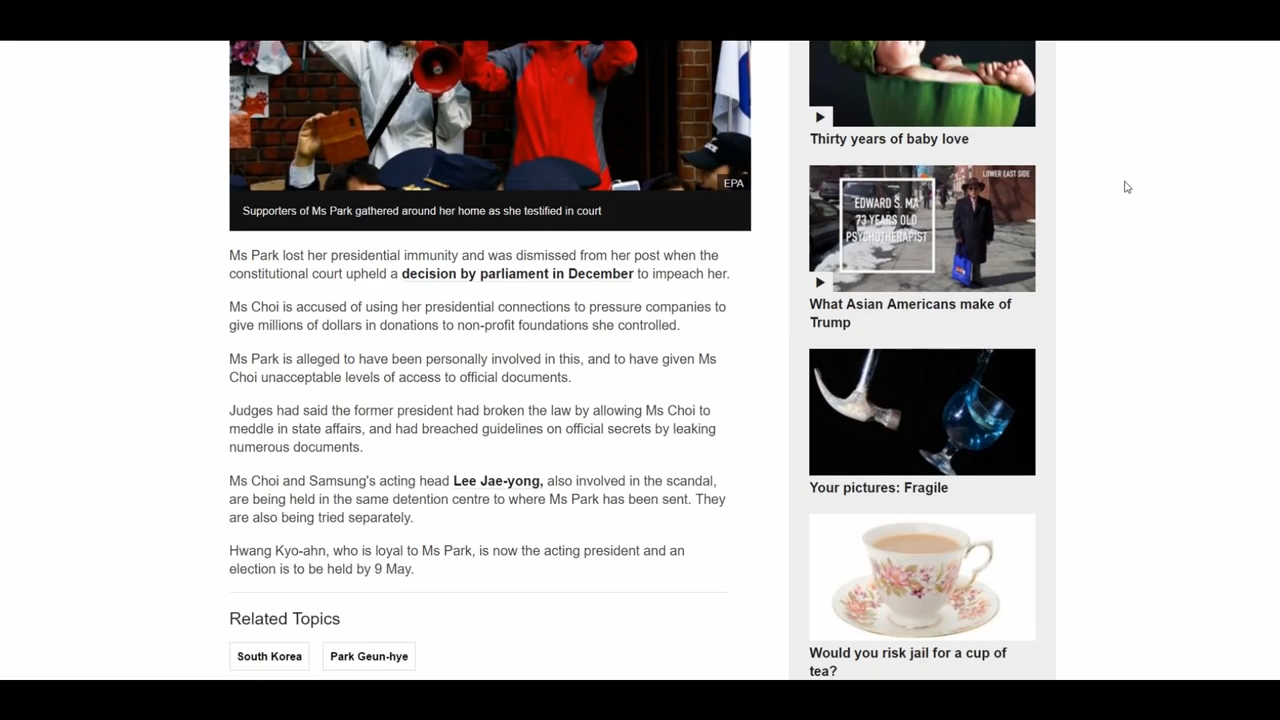 EPA
Supporters of Ms Park gathered around her home as she testified in court
Ms Park lost her presidential immunity and was dismissed from her post when the
constitutional court upheld a decision by parliament in December to impeach her.
Ms Choi is accused of using her presidential connections to pressure companies to
give millions of dollars in donations to non-profit foundations she controlled.
Ms Park is alleged to have been personally involved in this, and to have given Ms
Choi unacceptable levels of access to official documents.
Judges had said the former president had broken the law by allowing Ms Choi to
meddle in state affairs, and had breached guidelines on official secrets by leaking
numerous documents.
Ms Choi and Samsung's acting head Lee Jae-yong, also involved in the scandal,
are being held in the same detention centre to where Ms Park has been sent. They
are also being tried separately.
Hwang Kyo-ahn, who is loyal to Ms Park, is now the acting president and an
election is to be held by 9 May.
Related Topics
South Korea
Park Geun-hye
Thirty years of baby love
LOWER EAST SIDE
EDWARD S. MA
73 YEARS OLD
PSYCHOTHERAPIST
What Asian Americans make of
Trump
Your pictures: Fragile
Would you risk jail for a cup of
tea?